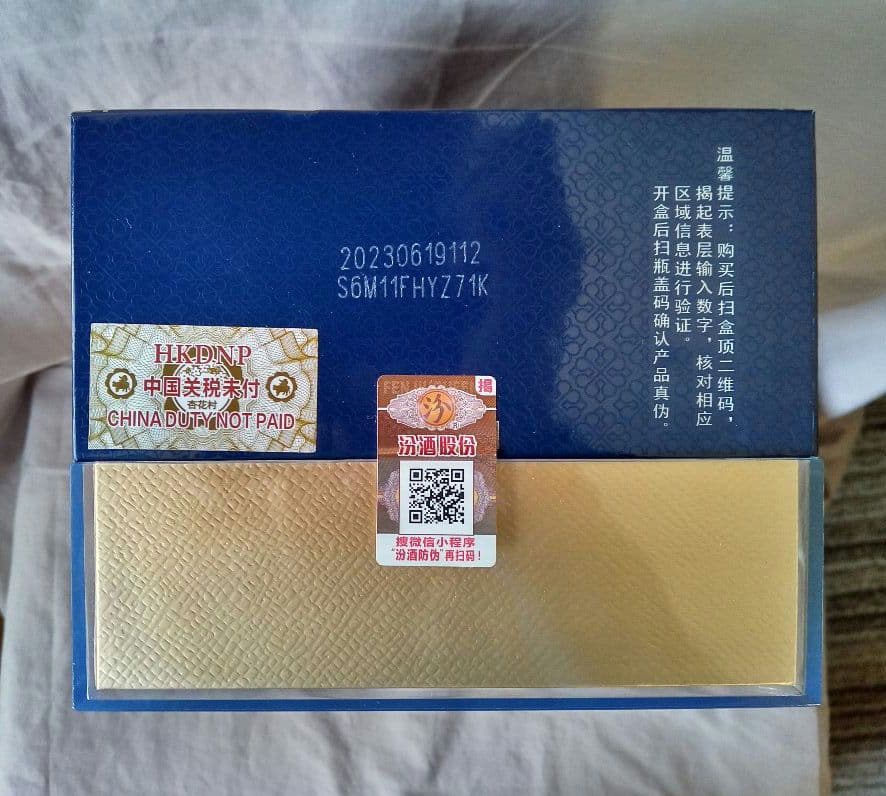 温馨提示：购买后扫盒顶二维码，
揭起表层输入数字，核对相应
区域信息进行验证。
开盒后扫瓶盖码确认产品真伪。
20230619112
S6M11FHYZ71K
HKDNP
中国关税未付
杏花村
CHINA DUTY NOT PAID
揭
汾
汾酒股份
搜微信小程序
"汾酒防伪"再扫码！